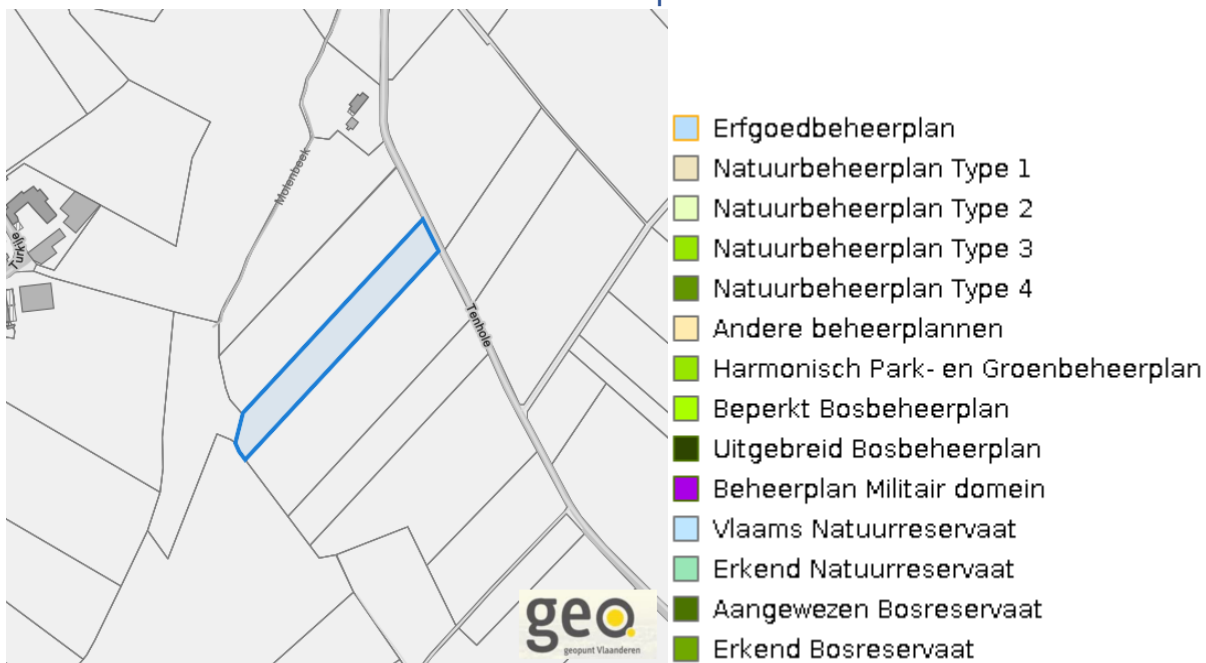 Molenbeek
Turkije
Tenhole
geo.
geopunt Vlaanderen
Erfgoedbeheerplan
Natuurbeheerplan Type 1
Natuurbeheerplan Type 2
Natuurbeheerplan Type 3
Natuurbeheerplan Type 4
Andere beheerplannen
Harmonisch Park- en Groenbeheerplan
Beperkt Bosbeheerplan
Uitgebreid Bosbeheerplan
Beheerplan Militair domein
Vlaams Natuurreservaat
Erkend Natuurreservaat
Aangewezen Bosreservaat
Erkend Bosreservaat